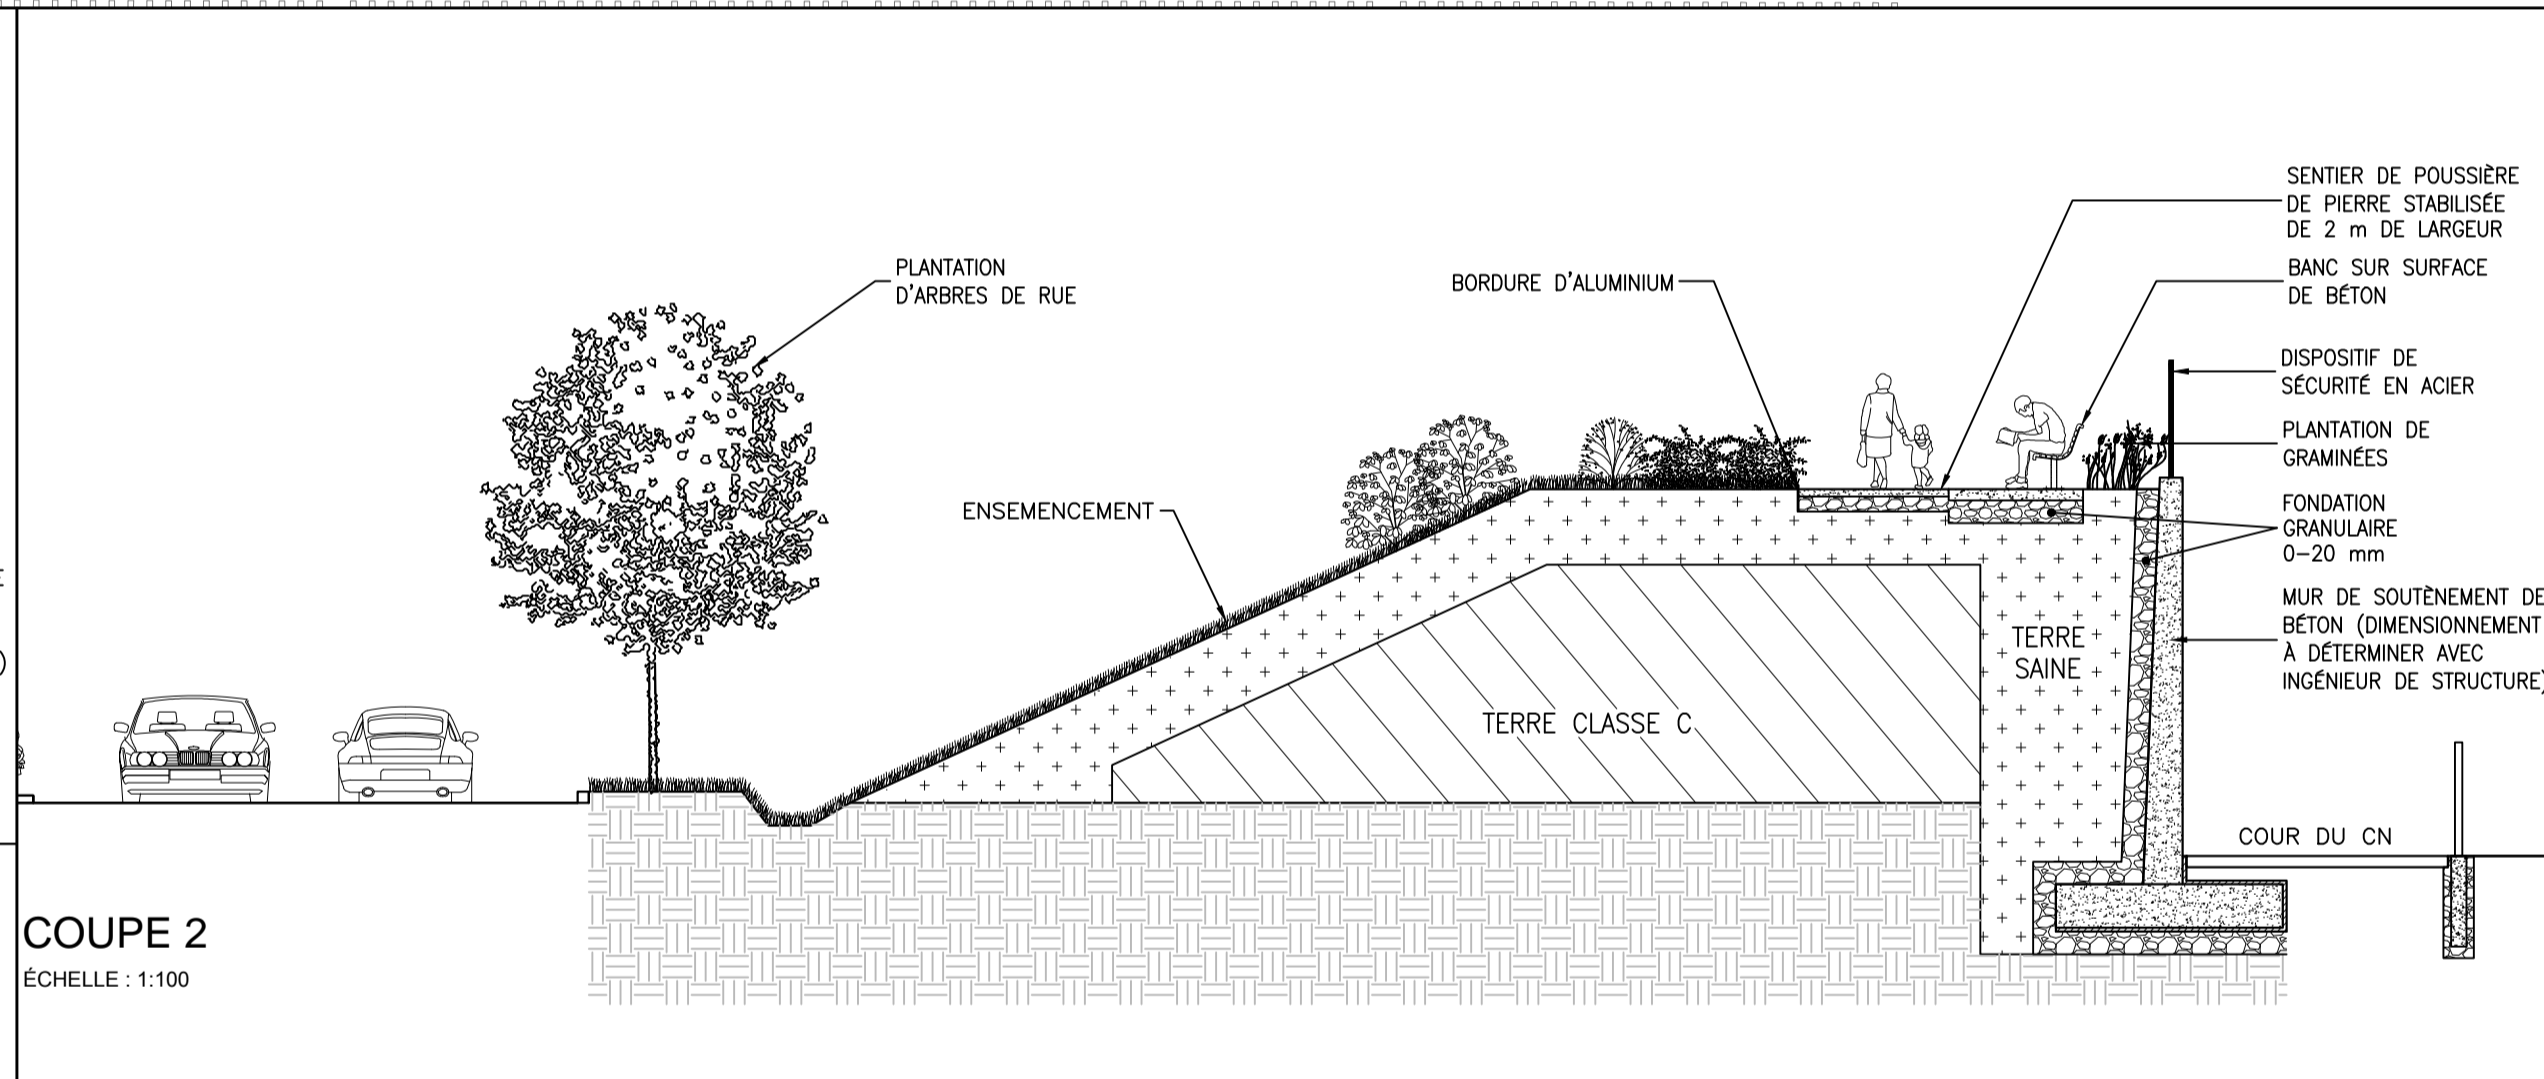 SENTIER DE POUSSIÈRE
DE PIERRE STABILISÉE
DE 2 m DE LARGEUR
BANC SUR SURFACE
DE BÉTON
PLANTATION
D'ARBRES DE RUE
BORDURE D'ALUMINIUM
DISPOSITIF DE
SÉCURITÉ EN ACIER
PLANTATION DE
GRAMINÉES
ENSEMENCEMENT
FONDATION
GRANULAIRE
0-20 mm
MUR DE SOUTÈNEMENT DE
BÉTON (DIMENSIONNEMENT
À DÉTERMINER AVEC
INGÉNIEUR DE STRUCTURE)
TERRE
SAINE
TERRE CLASSE C
COUR DU CN
COUPE 2
ÉCHELLE : 1:100